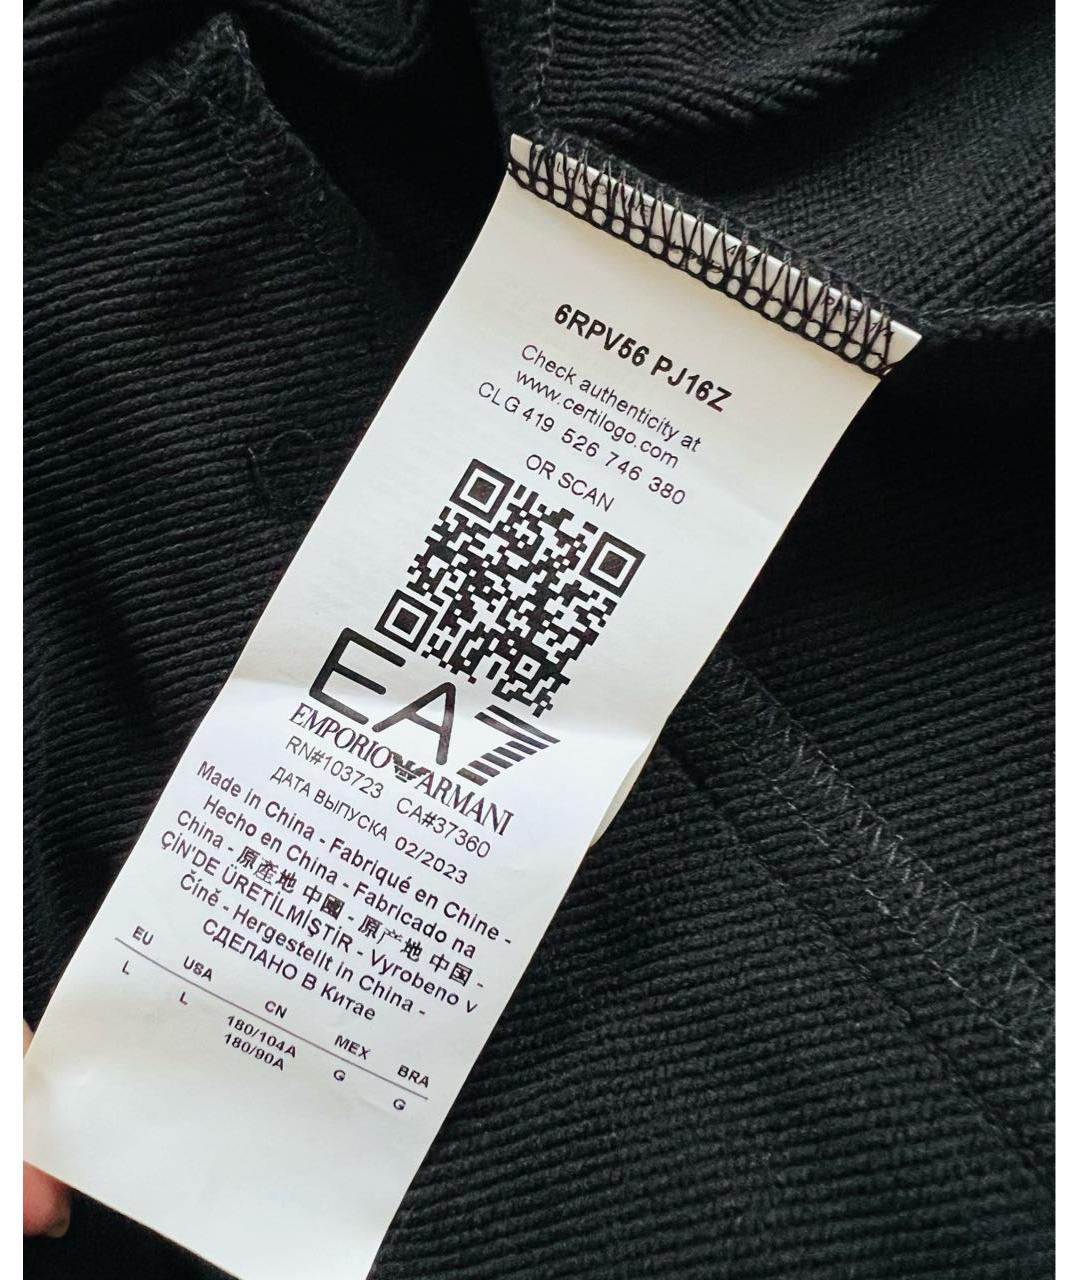 6RPV56 PJ16Z
Check authenticity at
www.certilogo.com
CLG 419 526 746 380
OR SCAN
EA7
EMPORIO ARMANI
RN#103723 CA#37360
ДАТА ВЫПУСКА 02/2023
Made in China - Fabriqué en Chine -
Hecho en China - Fabricado na
China - 原產地 中國 - 原产地 中国 -
ÇİN'DE ÜRETİLMİŞTİR - Vyrobeno v
Číně - Hergestellt in China -
СДЕЛАНО В Китае
EU USA CN MEX BRA
L L 180/104A G G
180/90A